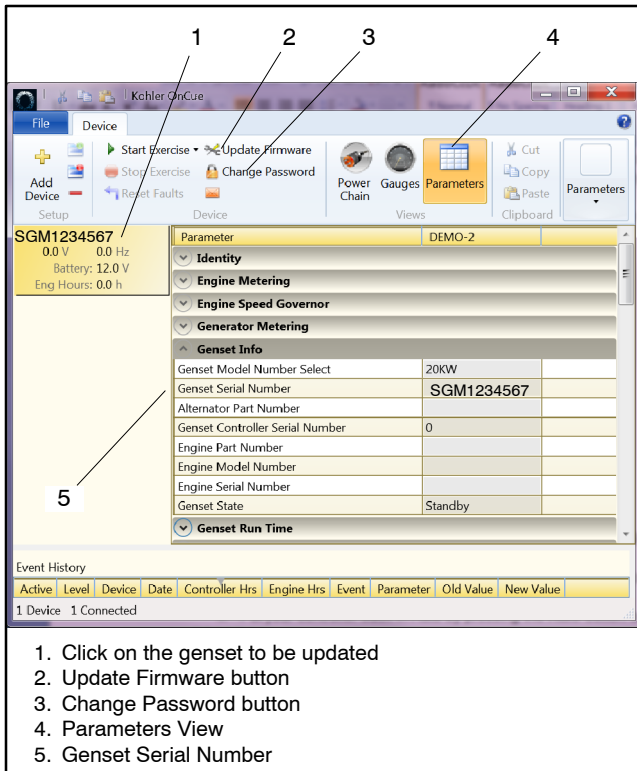 1 2 3 4
Kohler OnCue
File Device
Start Exercise Update Firmware
Stop Exercise Change Password
Reset Faults
Add Device
Power Chain Gauges Parameters
Cut
Copy
Paste
Parameters
Setup Device Views Clipboard
SGM1234567
0.0 V 0.0 Hz
Battery: 12.0 V
Eng Hours: 0.0 h
Parameter DEMO-2
Identity
Engine Metering
Engine Speed Governor
Generator Metering
Genset Info
Genset Model Number Select 20KW
Genset Serial Number SGM1234567
Alternator Part Number
Genset Controller Serial Number 0
Engine Part Number
Engine Model Number
Engine Serial Number
Genset State Standby
Genset Run Time
5
Event History
Active Level Device Date Controller Hrs Engine Hrs Event Parameter Old Value New Value
1 Device 1 Connected
1. Click on the genset to be updated
2. Update Firmware button
3. Change Password button
4. Parameters View
5. Genset Serial Number